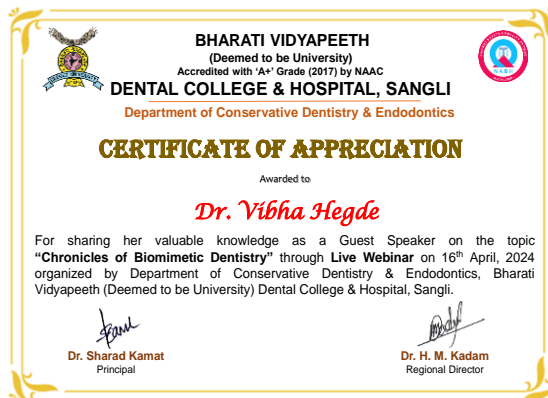 BHARATI VIDYAPEETH
(Deemed to be University)
Accredited with ‘A+’ Grade (2017) by NAAC
DENTAL COLLEGE & HOSPITAL, SANGLI
Department of Conservative Dentistry & Endodontics
CERTIFICATE OF APPRECIATION
Awarded to
Dr. Vibha Hegde
For sharing her valuable knowledge as a Guest Speaker on the topic
“Chronicles of Biomimetic Dentistry” through Live Webinar on 16th April, 2024
organized by Department of Conservative Dentistry & Endodontics, Bharati
Vidyapeeth (Deemed to be University) Dental College & Hospital, Sangli.
Dr. Sharad Kamat
Principal
Dr. H. M. Kadam
Regional Director